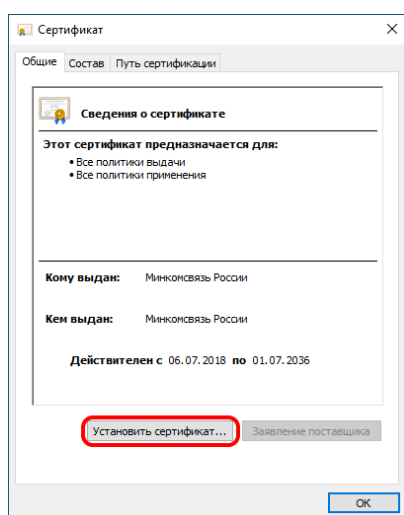 Сертификат
Общие Состав Путь сертификации
Сведения о сертификате
Этот сертификат предназначается для:
• Все политики выдачи
• Все политики применения
Кому выдан: Минкомсвязь России
Кем выдан: Минкомсвязь России
Действителен с 06.07.2018 по 01.07.2036
Установить сертификат... Заявление поставщика
ОК